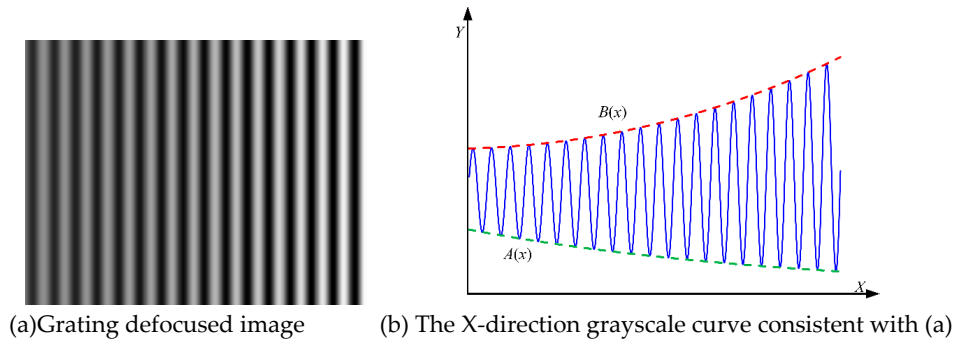 Y
B(x)
A(x)
X
(a)Grating defocused image
(b) The X-direction grayscale curve consistent with (a)